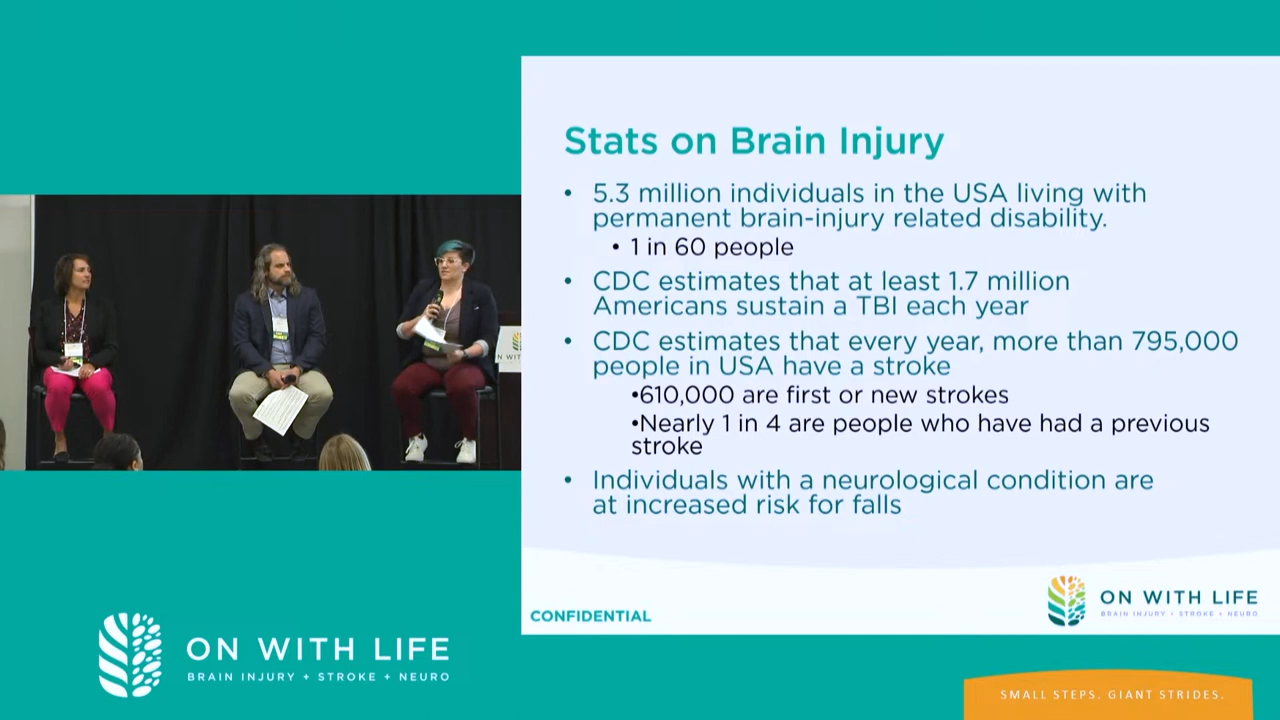 Stats on Brain Injury
• 5.3 million individuals in the USA living with
permanent brain-injury related disability.
• 1 in 60 people
• CDC estimates that at least 1.7 million
Americans sustain a TBI each year
• CDC estimates that every year, more than 795,000
people in USA have a stroke
•610,000 are first or new strokes
•Nearly 1 in 4 are people who have had a previous
stroke
• Individuals with a neurological condition are
at increased risk for falls
CONFIDENTIAL
ON WITH LIFE
BRAIN INJURY + STROKE + NEURO
ON WITH LIFE
BRAIN INJURY + STROKE + NEURO
SMALL STEPS. GIANT STRIDES.